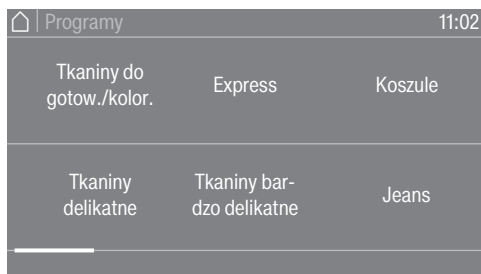 Programy 11:02
Tkaniny do
gotow./kolor.
Express
Koszule
Tkaniny
delikatne
Tkaniny bar-
dzo delikatne
Jeans